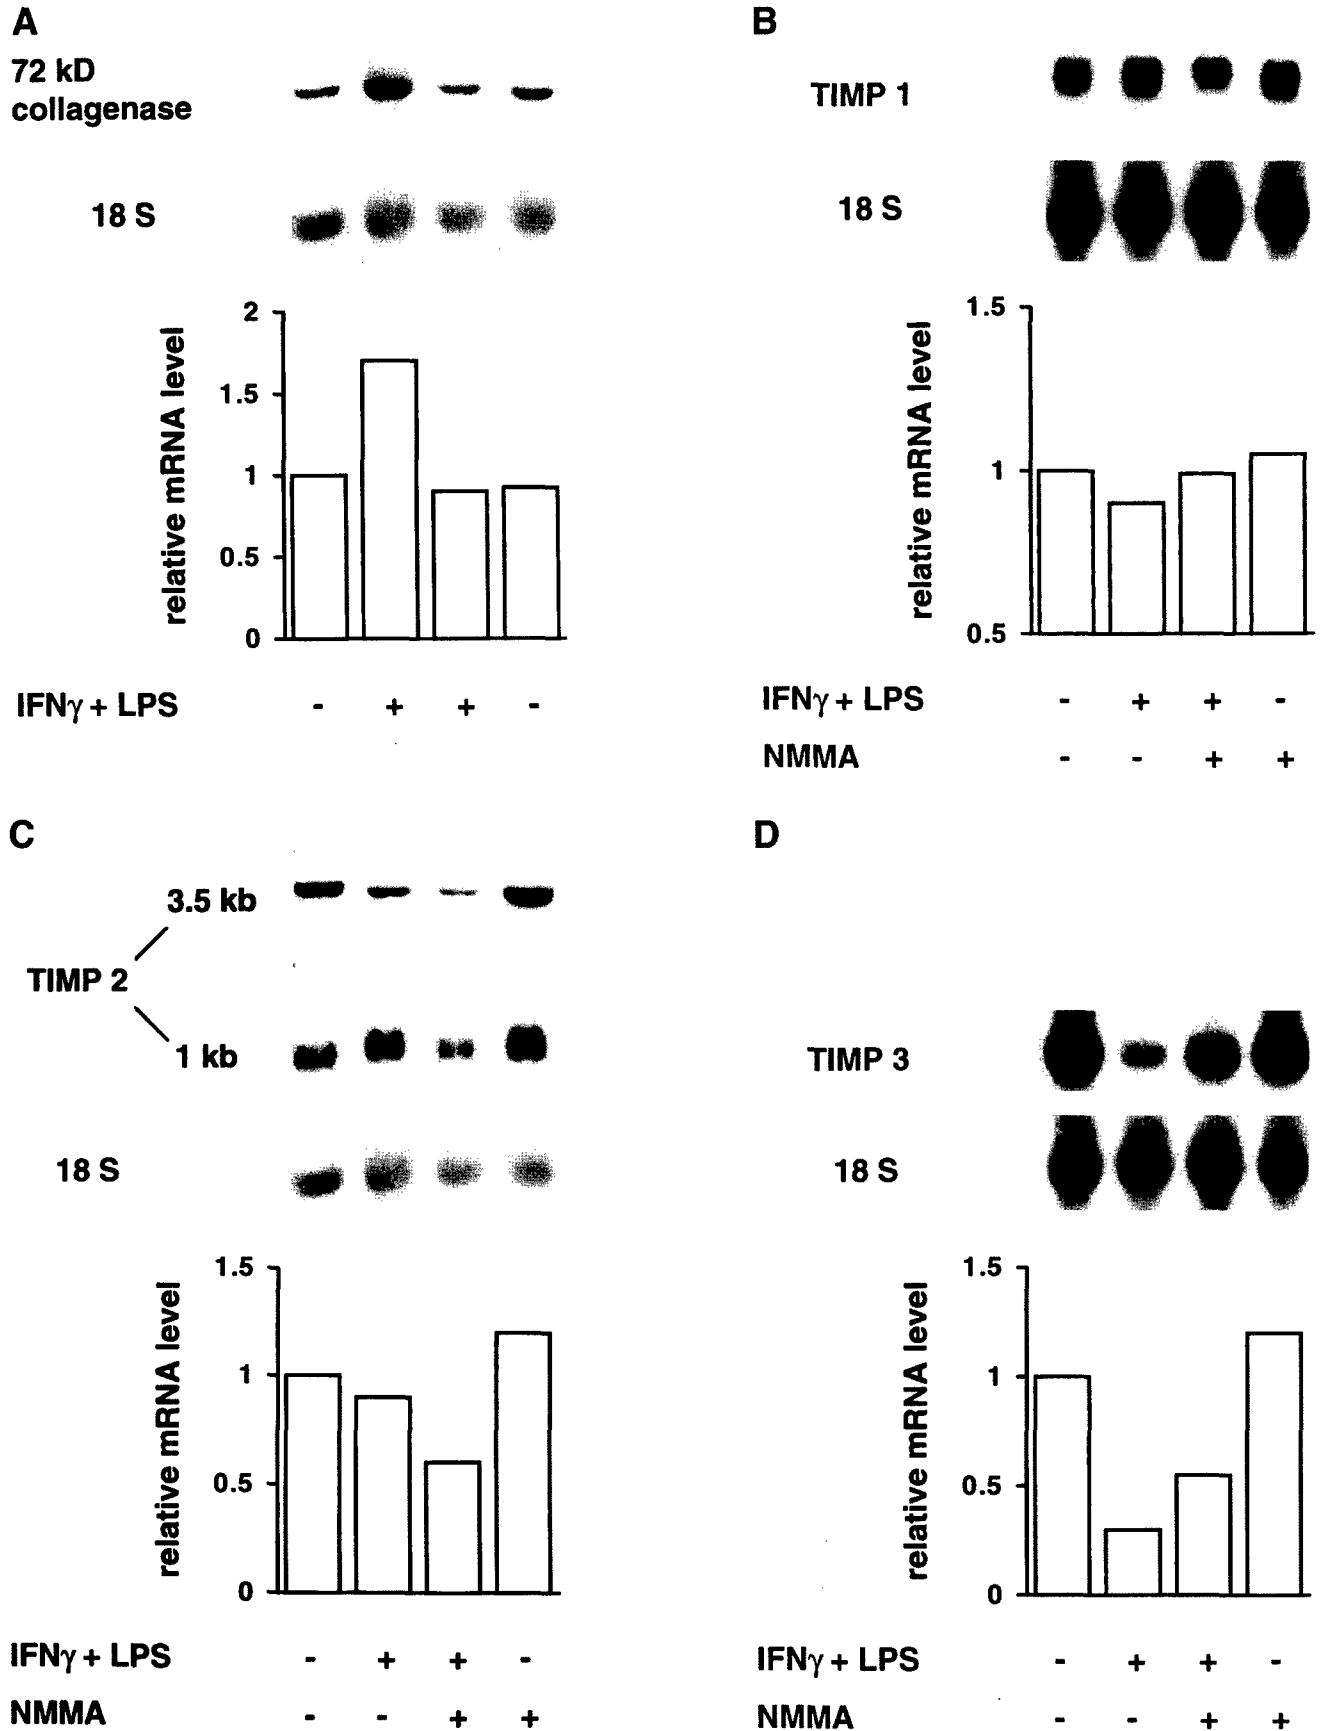 A
72 kD
collagenase
18 S
relative mRNA level
2
1.5
1
0.5
0
IFNγ + LPS - + + -
B
TIMP 1
18 S
relative mRNA level
1.5
1
0.5
IFNγ + LPS - + + -
NMMA - - + +
C
3.5 kb
TIMP 2
1 kb
18 S
relative mRNA level
1.5
1
0.5
0
IFNγ + LPS - + + -
NMMA - - + +
D
TIMP 3
18 S
relative mRNA level
1.5
1
0.5
0
IFNγ + LPS - + + -
NMMA - - + +